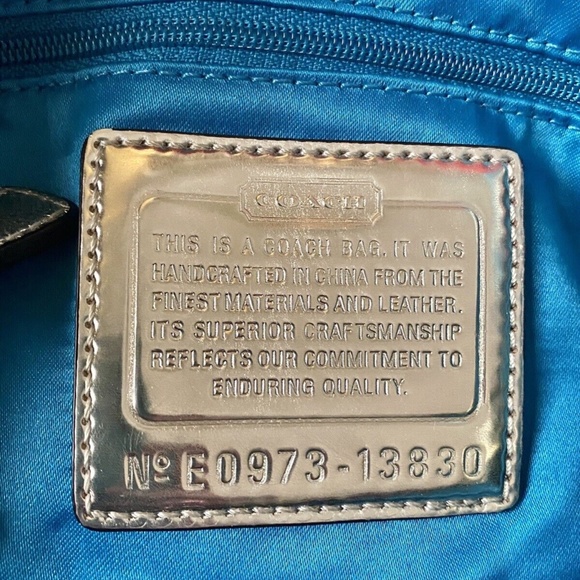 COACH
THIS IS A COACH BAG. IT WAS
HANDCRAFTED IN CHINA FROM THE
FINEST MATERIALS AND LEATHER.
ITS SUPERIOR CRAFTSMANSHIP
REFLECTS OUR COMMITMENT TO
ENDURING QUALITY.
Nº E0973-13830